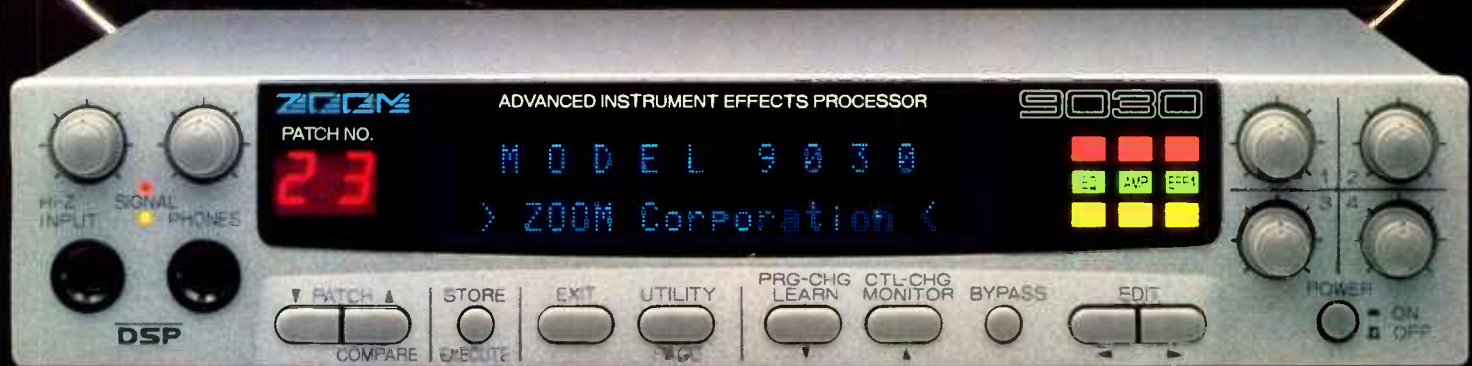 ZOOM ADVANCED INSTRUMENT EFFECTS PROCESSOR 9030
PATCH NO.
23
MODEL 9030
> ZOOM Corporation <
EQ AMP EFF1
HI-Z INPUT
SIGNAL
PHONES
1 2
3 4
DSP
▼ PATCH ▲
COMPARE
STORE
EXECUTE
EXIT
UTILITY
PAGE
PRG-CHG LEARN
▼
CTL-CHG MONITOR
▲
BYPASS
EDIT
◄ ►
POWER
ON
OFF